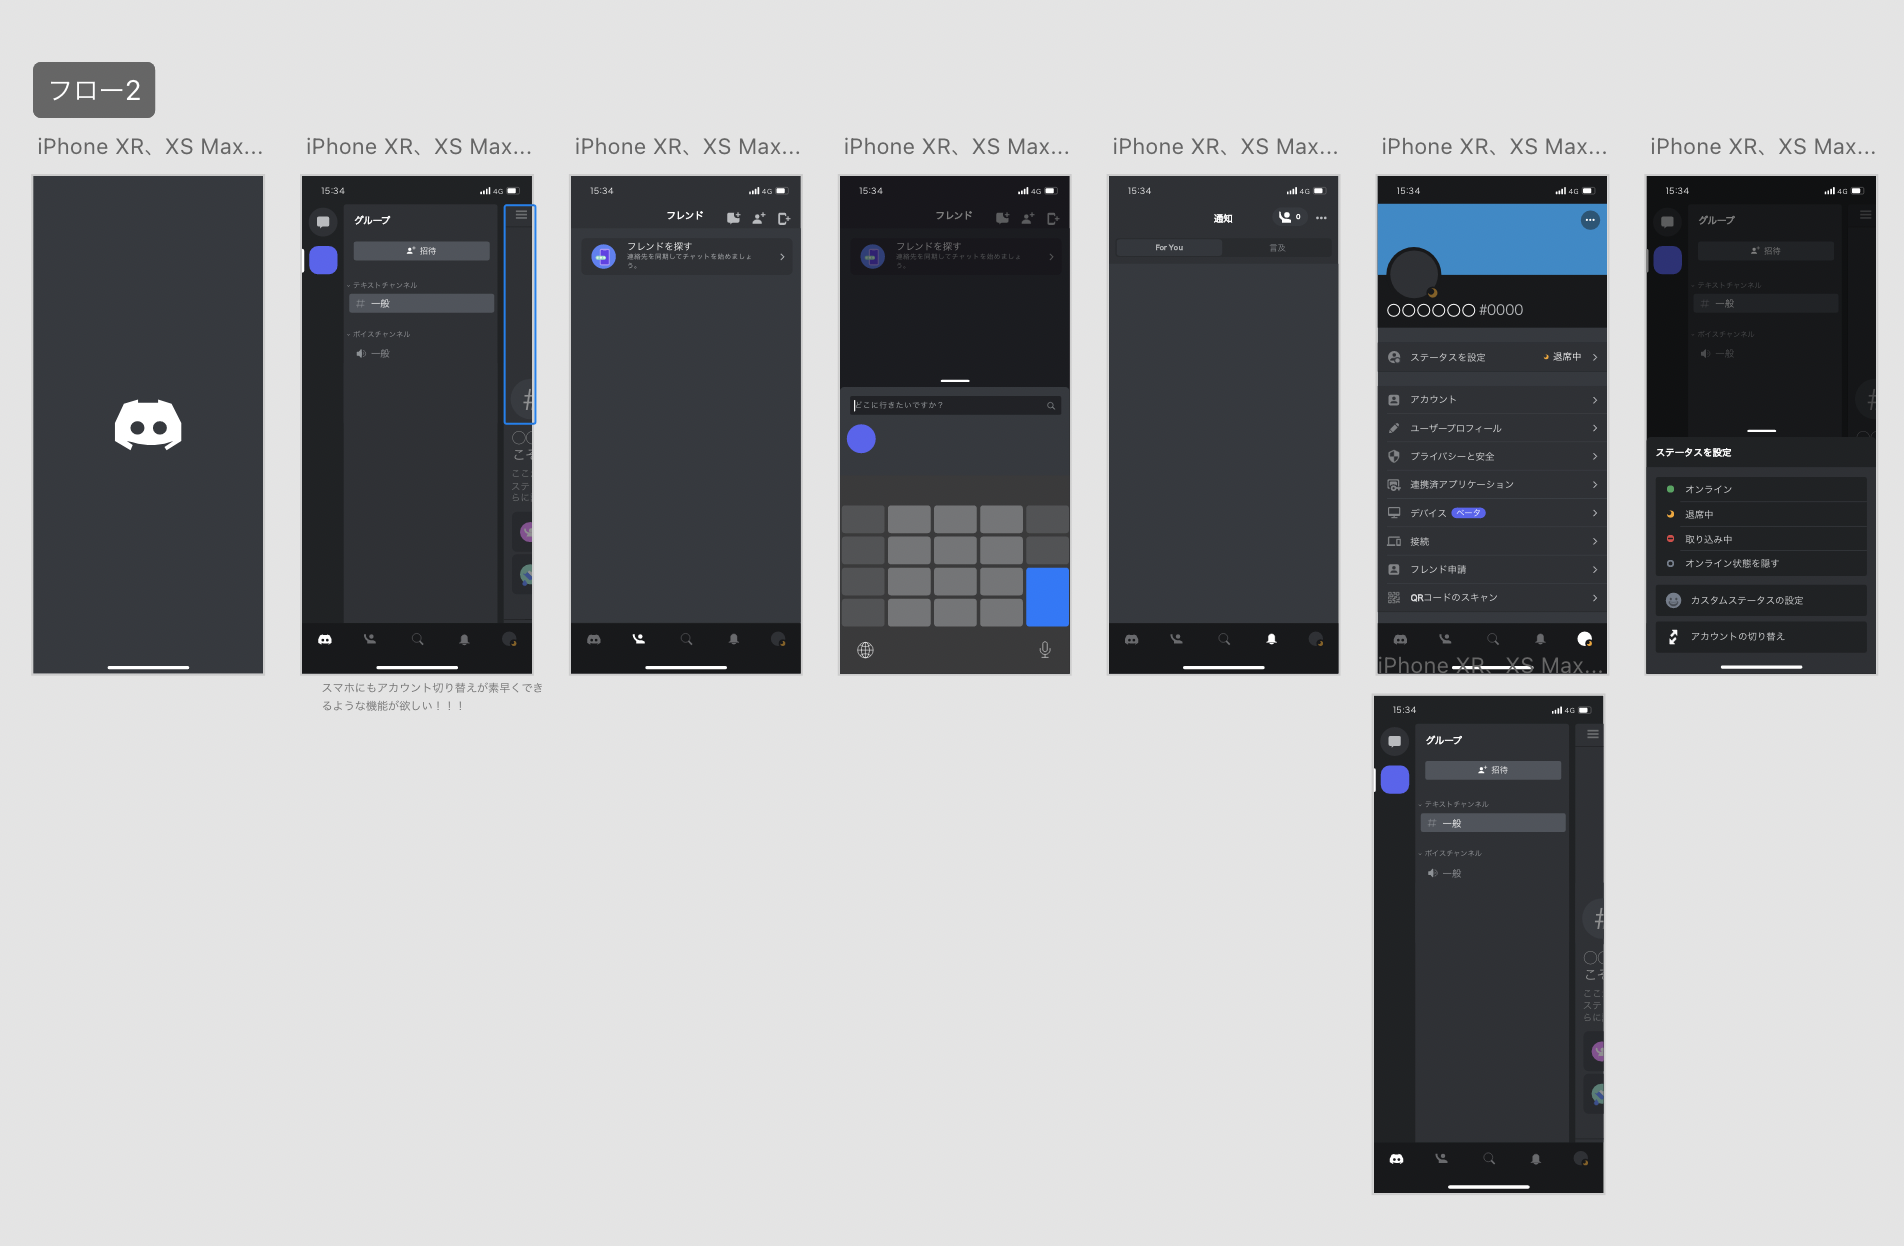 フロー2
iPhone XR、XS Max...
iPhone XR、XS Max...
iPhone XR、XS Max...
iPhone XR、XS Max...
iPhone XR、XS Max...
iPhone XR、XS Max...
iPhone XR、XS Max...
15:34
4G
グループ
招待
テキストチャンネル
# 一般
ボイスチャンネル
一般
#
〇〇
こそ
ここ
ステ
らに
スマホにもアカウント切り替えが素早くでき
るような機能が欲しい！！！
15:34
4G
フレンド
フレンドを探す
連絡先を同期してチャットを始めましょ
う。
15:34
4G
フレンド
フレンドを探す
連絡先を同期してチャットを始めましょ
う。
どこに行きたいですか？
15:34
4G
通知
0
For You
言及
15:34
4G
〇〇〇〇〇〇 #0000
ステータスを設定
退席中
アカウント
ユーザープロフィール
プライバシーと安全
連携済アプリケーション
デバイス
ベータ
接続
フレンド申請
QRコードのスキャン
15:34
4G
グループ
招待
テキストチャンネル
# 一般
ボイスチャンネル
一般
#
ステータスを設定
オンライン
退席中
取り込み中
オンライン状態を隠す
カスタムステータスの設定
アカウントの切り替え
iPhone XR、XS Max...
15:34
4G
グループ
招待
テキストチャンネル
# 一般
ボイスチャンネル
一般
#
〇〇
こそ
ここ
ステ
らに